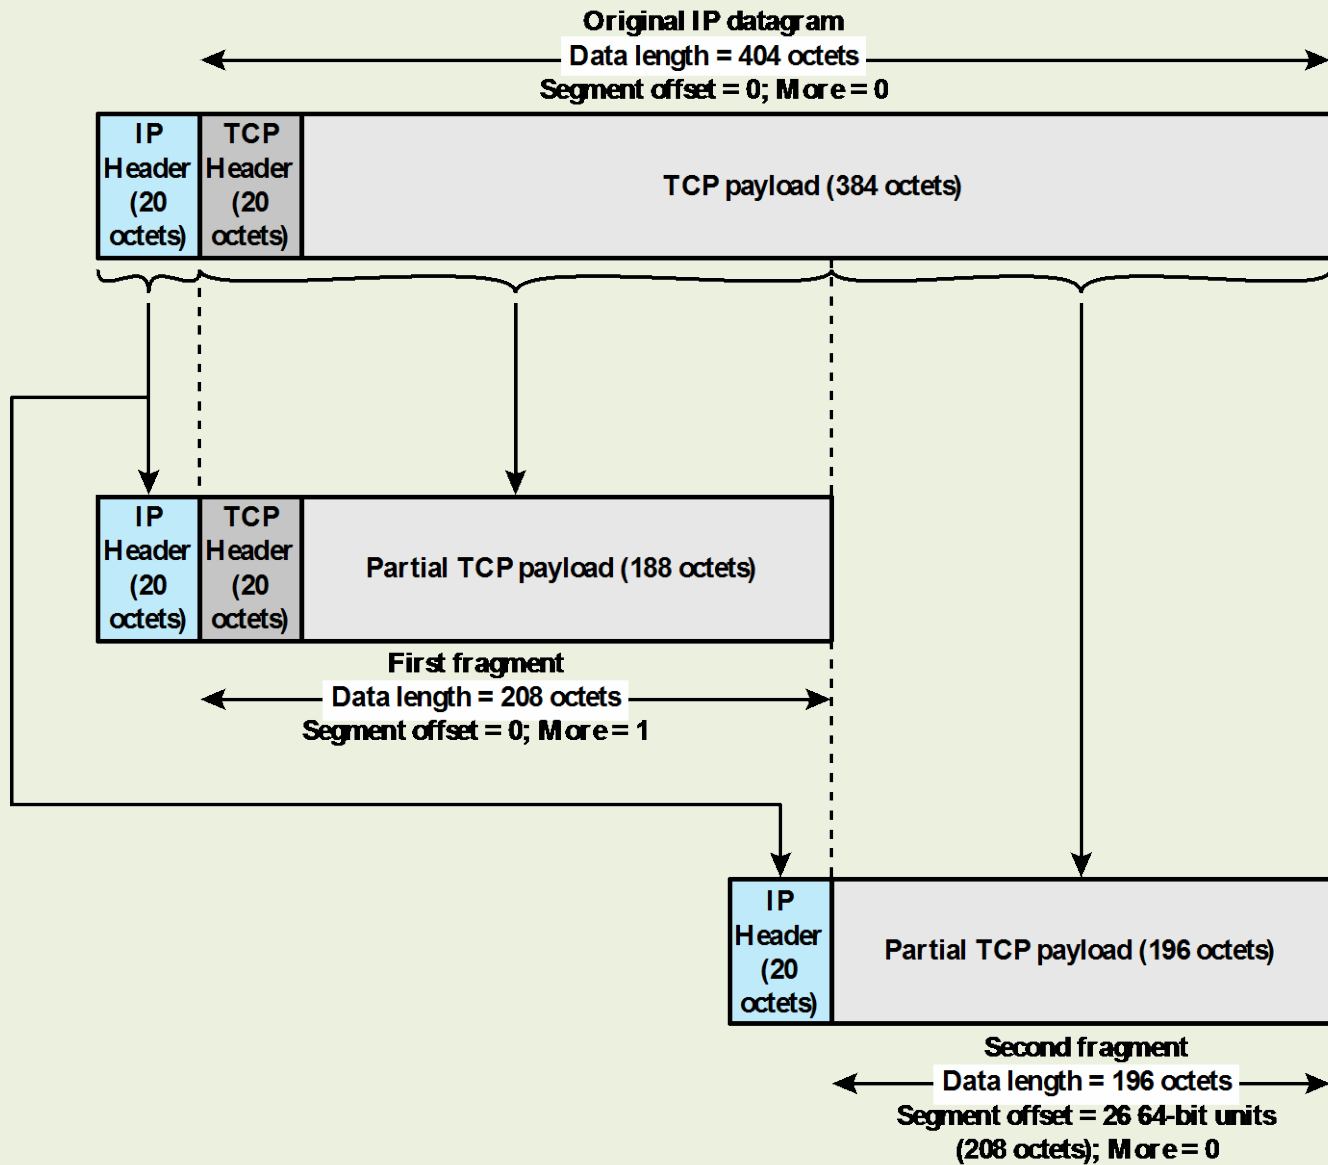 Original IP datagram
Data length = 404 octets
Segment offset = 0; More = 0
IP
Header
(20
octets)
TCP
Header
(20
octets)
TCP payload (384 octets)
IP
Header
(20
octets)
TCP
Header
(20
octets)
Partial TCP payload (188 octets)
First fragment
Data length = 208 octets
Segment offset = 0; More = 1
IP
Header
(20
octets)
Partial TCP payload (196 octets)
Second fragment
Data length = 196 octets
Segment offset = 26 64-bit units
(208 octets); More = 0